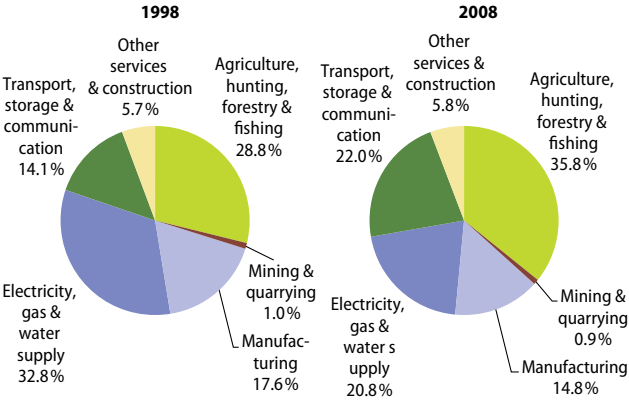 1998
Other
services
& construction
5.7%
Agriculture,
hunting,
forestry &
fishing
28.8%
Transport,
storage &
communi-
cation
14.1%
Mining &
quarrying
1.0%
Electricity,
gas &
water
supply
32.8%
Manufac-
turing
17.6%
2008
Other
services
& construction
5.8%
Agriculture,
hunting,
forestry &
fishing
35.8%
Transport,
storage &
communi-
cation
22.0%
Mining &
quarrying
0.9%
Electricity,
gas &
water s
upply
20.8%
Manufacturing
14.8%